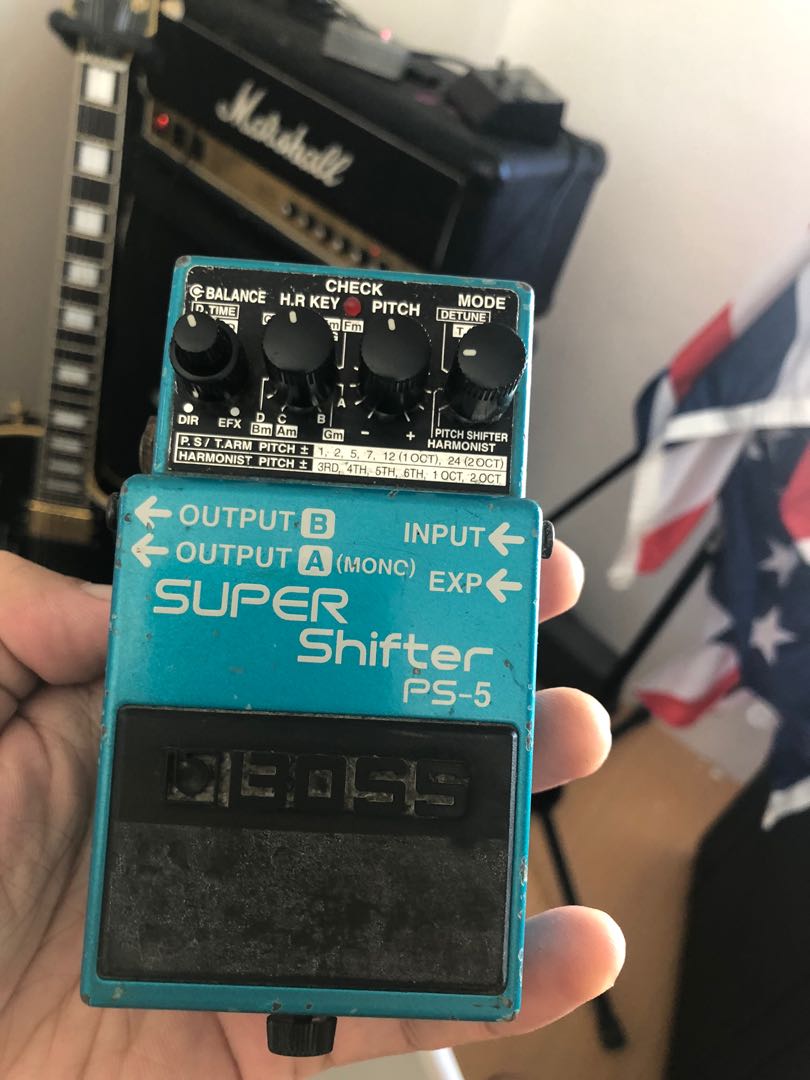 Marshall
CHECK
BALANCE H.R KEY PITCH MODE
D.TIME Fm DETUNE
A
D C B
DIR EFX Bm Am Gm - + PITCH SHIFTER
HARMONIST
P.S / T.ARM PITCH ± 1, 2, 5, 7, 12 (1 OCT), 24 (2 OCT)
HARMONIST PITCH ± 3RD, 4TH, 5TH, 6TH, 1 OCT, 2 OCT
← OUTPUT B INPUT ←
← OUTPUT A (MONO) EXP ←
SUPER
Shifter
PS-5
BOSS